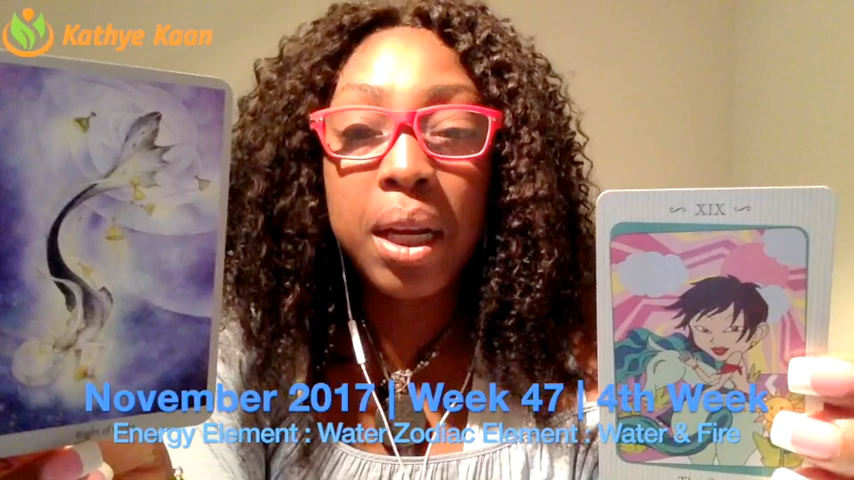 Kathye Kaan
XIX
November 2017 | Week 47 | 4th Week
Energy Element : Water Zodiac Element : Water & Fire